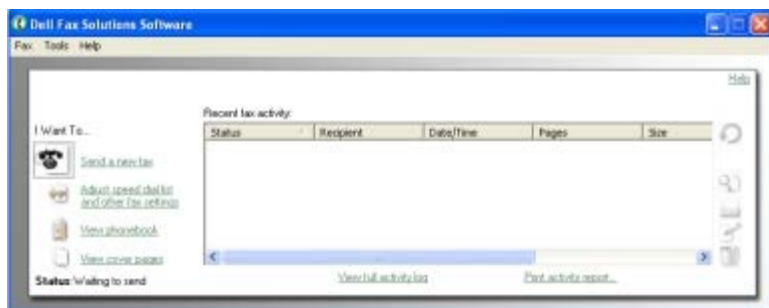 Dell Fax Solutions Software
Fax Tools Help
Help
Recent fax activity:
I Want To...
Status Recipient Date/Time Pages Size
Send a new fax
Adjust speed dial list
and other fax settings
View phonebook
View cover pages
Status: Waiting to send
View full activity log Print activity report...